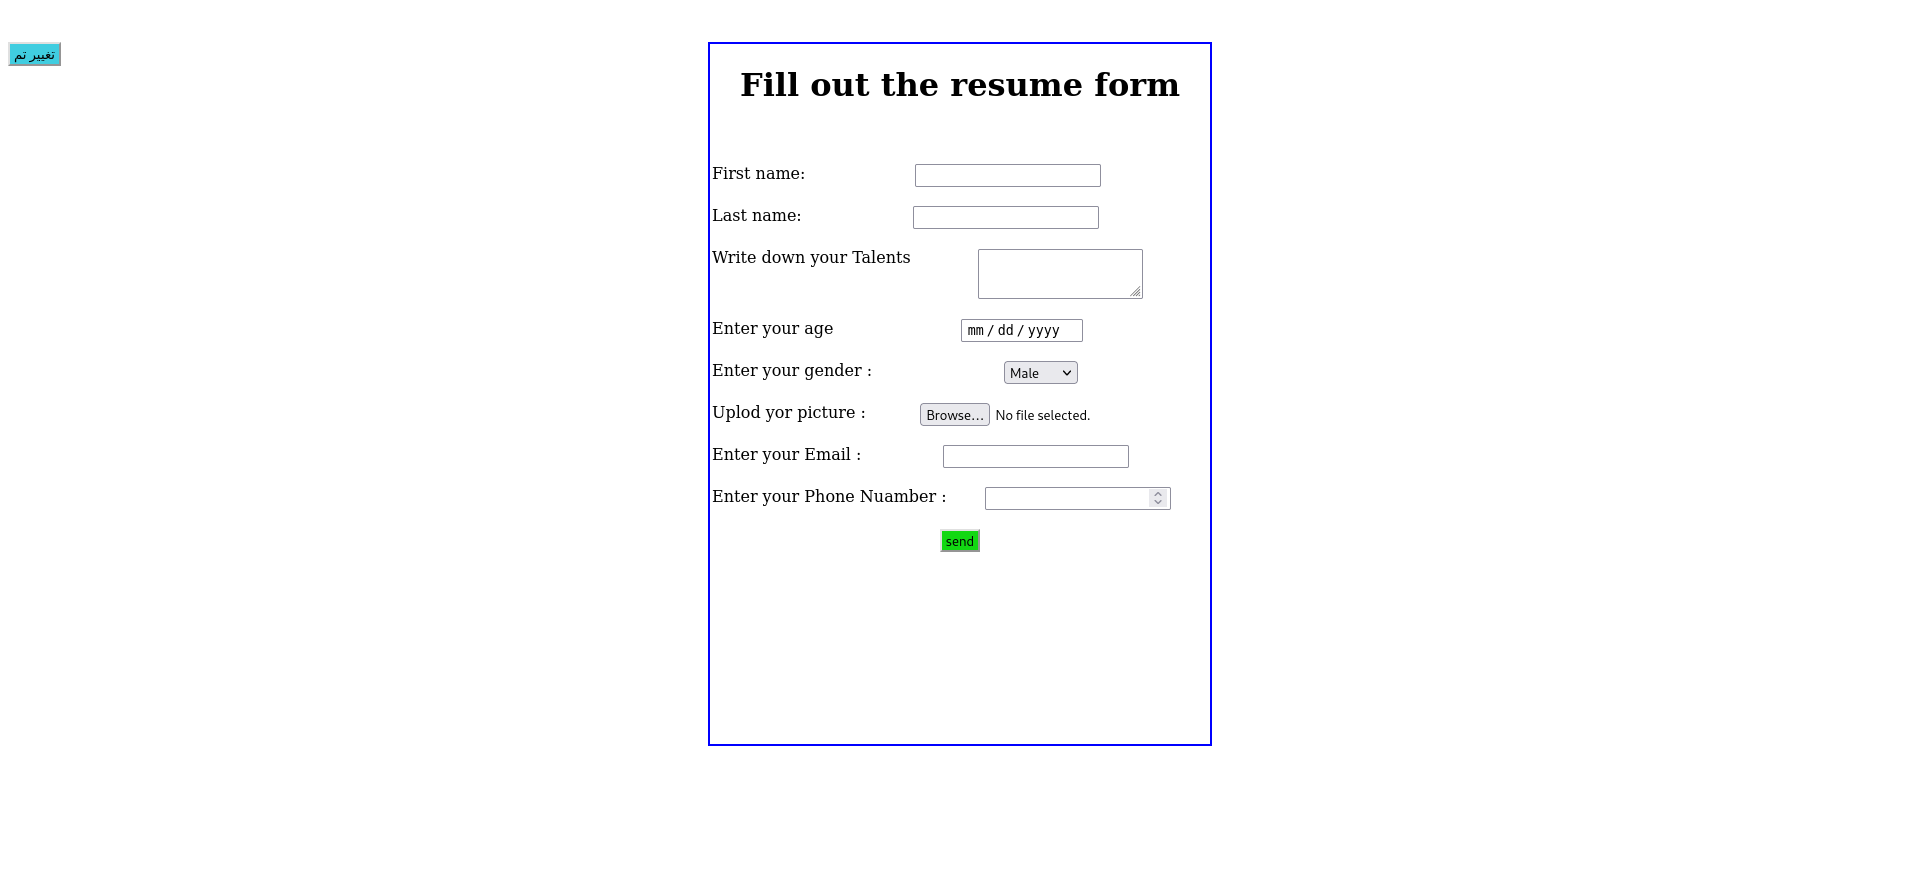 تغییر تم
Fill out the resume form
First name:
Last name:
Write down your Talents
Enter your age mm / dd / yyyy
Enter your gender : Male
Uplod yor picture : Browse... No file selected.
Enter your Email :
Enter your Phone Nuamber :
send